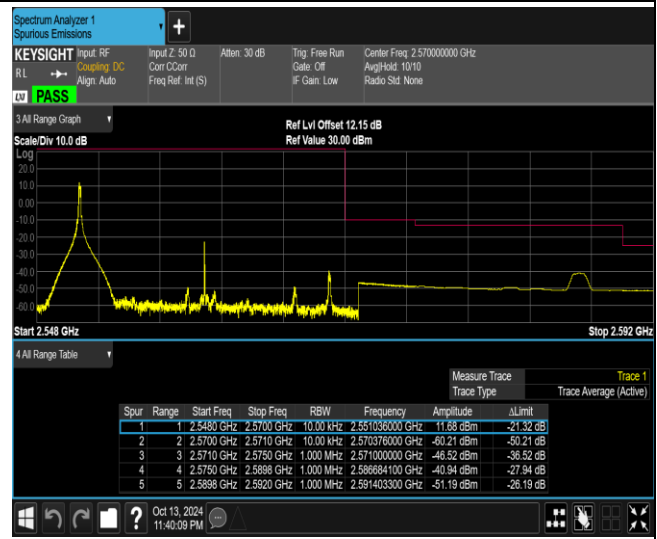 Spectrum Analyzer 1
Spurious Emissions
KEYSIGHT Input: RF Input Z: 50 Ω Atten: 30 dB Trig: Free Run Center Freq: 2.570000000 GHz
R L Coupling: DC Corr CCorr Gate: Off Avg|Hold: 10/10
Align: Auto Freq Ref: Int (S) IF Gain: Low Radio Std: None
LXI PASS
3 All Range Graph
Ref Lvl Offset 12.15 dB
Scale/Div 10.0 dB Ref Value 30.00 dBm
Log
20.0
10.0
0.00
-10.0
-20.0
-30.0
-40.0
-50.0
-60.0
Start 2.548 GHz Stop 2.592 GHz
4 All Range Table
Measure Trace Trace 1
Trace Type Trace Average (Active)
Spur Range Start Freq Stop Freq RBW Frequency Amplitude ΔLimit
1 1 2.5480 GHz 2.5700 GHz 10.00 kHz 2.551036000 GHz 11.68 dBm -21.32 dB
2 2 2.5700 GHz 2.5710 GHz 10.00 kHz 2.570376000 GHz -60.21 dBm -50.21 dB
3 3 2.5710 GHz 2.5750 GHz 1.000 MHz 2.571000000 GHz -46.52 dBm -36.52 dB
4 4 2.5750 GHz 2.5898 GHz 1.000 MHz 2.586684100 GHz -40.94 dBm -27.94 dB
5 5 2.5898 GHz 2.5920 GHz 1.000 MHz 2.591403300 GHz -51.19 dBm -26.19 dB
Oct 13, 2024
11:40:09 PM